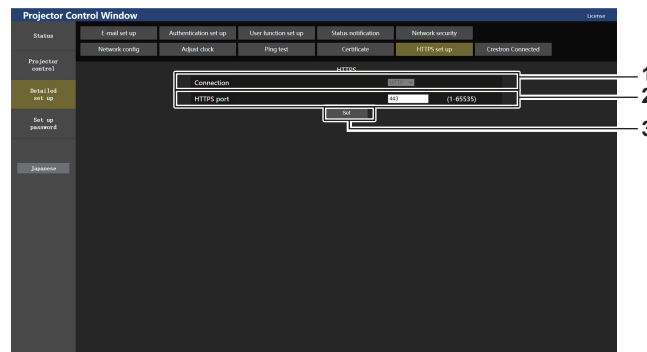 Projector Control Window
License
Status
E-mail set up
Authentication set up
User function set up
Status notification
Network security
Network config
Adjust clock
Ping test
Certificate
HTTPS set up
Crestron Connected
Projector
control
Detailed
set up
Set up
password
Japanese
HTTPS
Connection
1
HTTPS port
443
(1-65535)
2
Set
3